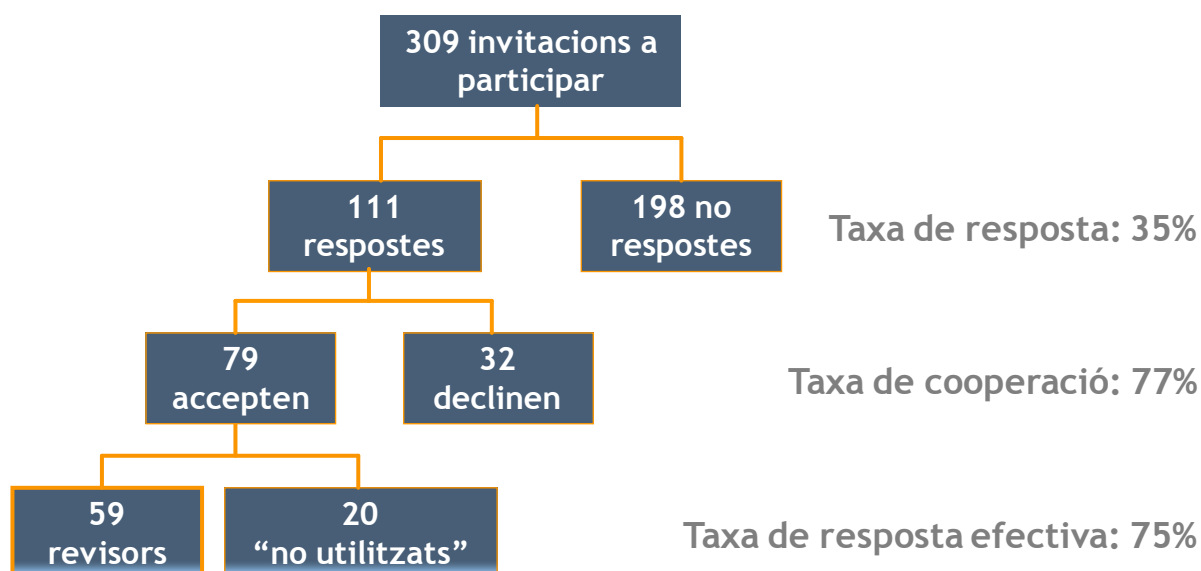 309 invitacions a
participar
111
respostes
198 no
respostes
Taxa de resposta: 35%
79
accepten
32
declinen
Taxa de cooperació: 77%
59
revisors
20
“no utilitzats”
Taxa de resposta efectiva: 75%